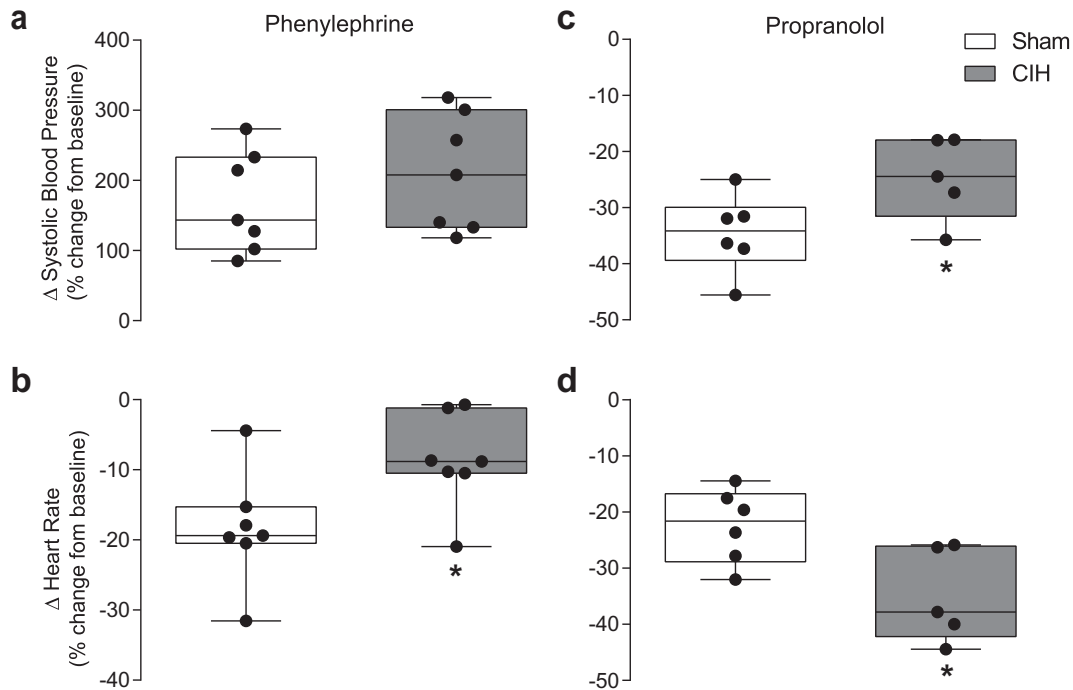 a
Phenylephrine
Δ Systolic Blood Pressure
(% change fom baseline)
400
300
200
100
0
c
Propranolol
Sham
CIH
0
-10
-20
-30
-40
-50
*
b
Δ Heart Rate
(% change fom baseline)
0
-10
-20
-30
-40
*
d
0
-10
-20
-30
-40
-50
*